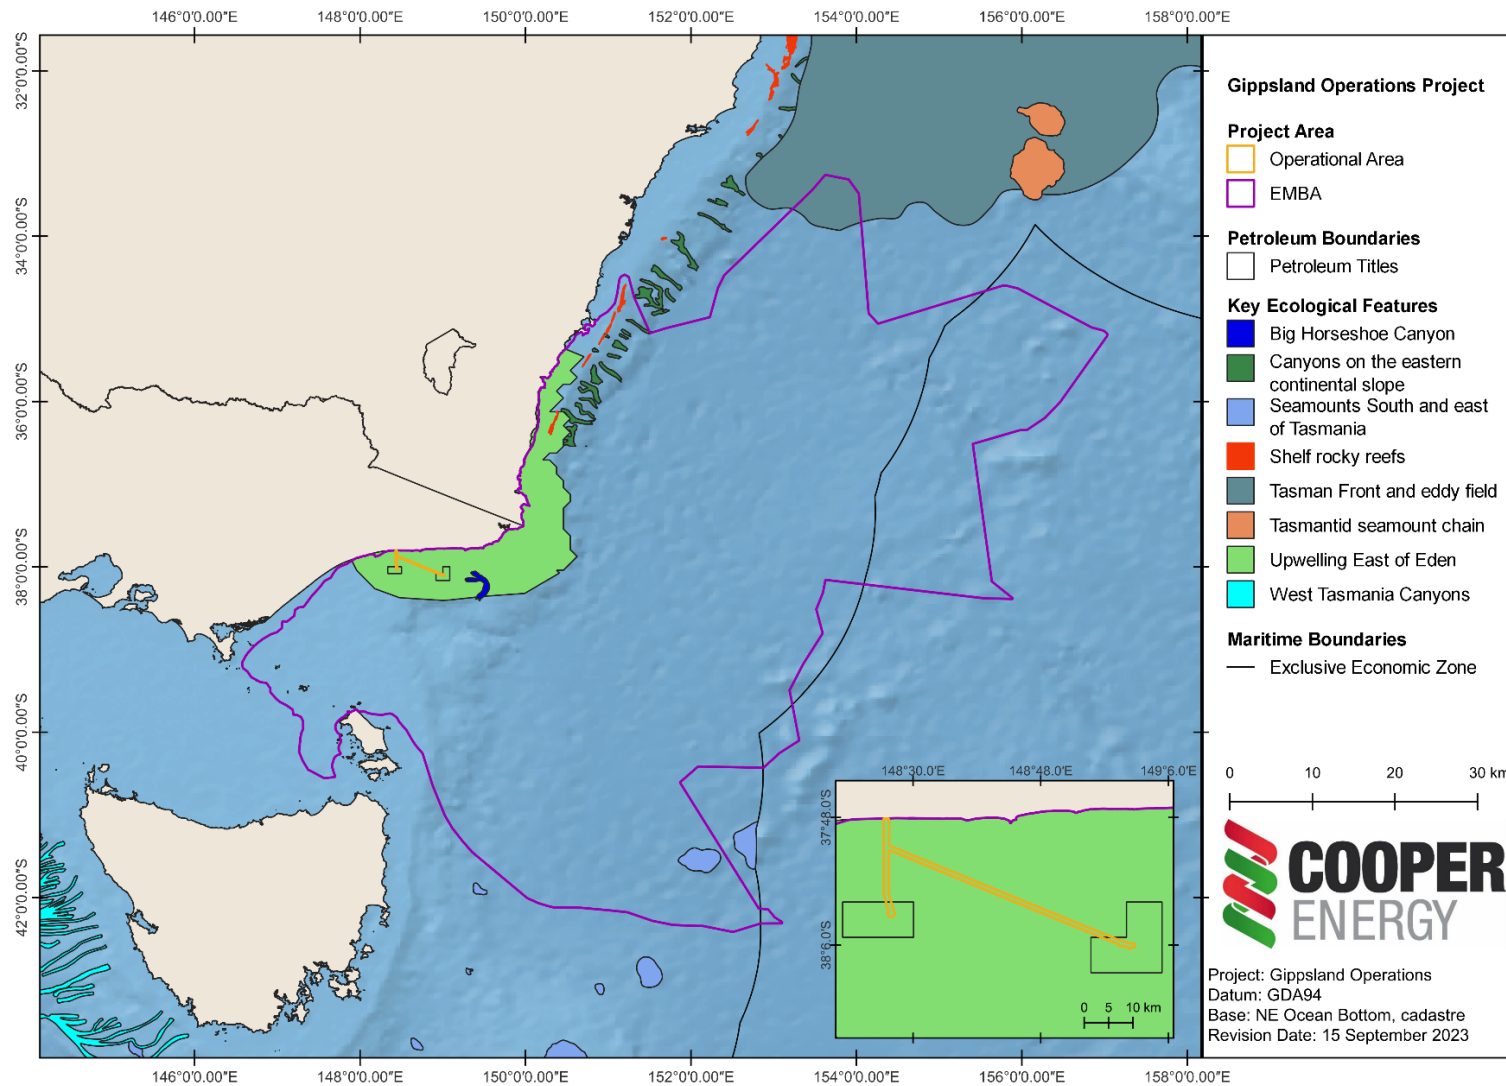 146°0'0.00"E 148°0'0.00"E 150°0'0.00"E 152°0'0.00"E 154°0'0.00"E 156°0'0.00"E 158°0'0.00"E
32°0'0.00"S
34°0'0.00"S
36°0'0.00"S
38°0'0.00"S
40°0'0.00"S
42°0'0.00"S
Gippsland Operations Project
Project Area
Operational Area
EMBA
Petroleum Boundaries
Petroleum Titles
Key Ecological Features
Big Horseshoe Canyon
Canyons on the eastern
continental slope
Seamounts South and east
of Tasmania
Shelf rocky reefs
Tasman Front and eddy field
Tasmantid seamount chain
Upwelling East of Eden
West Tasmania Canyons
Maritime Boundaries
Exclusive Economic Zone
0 10 20 30 km
COOPER
ENERGY
Project: Gippsland Operations
Datum: GDA94
Base: NE Ocean Bottom, cadastre
Revision Date: 15 September 2023
148°30.0'E 148°48.0'E 149°6.0'E
37°48.0'S
38°6.0'S
0 5 10 km
146°0'0.00"E 148°0'0.00"E 150°0'0.00"E 152°0'0.00"E 154°0'0.00"E 156°0'0.00"E 158°0'0.00"E